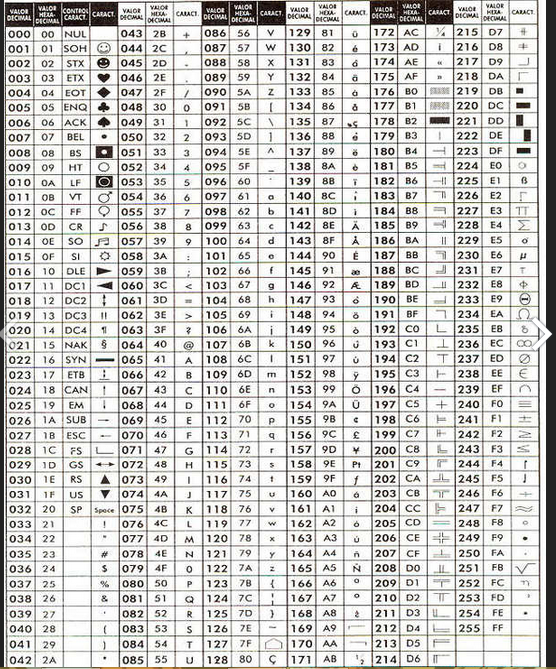 VALOR DECIMAL VALOR HEXA-DECIMAL CONTROL CARACT. CARACT. VALOR DECIMAL VALOR HEXA-DECIMAL CARACT. VALOR DECIMAL VALOR HEXA-DECIMAL CARACT. VALOR DECIMAL VALOR HEXA-DECIMAL CARACT. VALOR DECIMAL VALOR HEXA-DECIMAL CARACT. VALOR DECIMAL VALOR HEXA-DECIMAL CARACT.
000 00 NUL 043 2B + 086 56 V 129 81 ü 172 AC ¼ 215 D7 ╫
001 01 SOH ☺ 044 2C , 087 57 W 130 82 é 173 AD ¡ 216 D8 ╪
002 02 STX ☻ 045 2D - 088 58 X 131 83 â 174 AE « 217 D9 ┘
003 03 ETX ♥ 046 2E . 089 59 Y 132 84 ä 175 AF » 218 DA ┌
004 04 EOT ♦ 047 2F / 090 5A Z 133 85 à 176 B0 ░ 219 DB █
005 05 ENQ ♣ 048 30 0 091 5B [ 134 86 å 177 B1 ▒ 220 DC ▄
006 06 ACK ♠ 049 31 1 092 5C \ 135 87 ç 178 B2 ▓ 221 DD ▌
007 07 BEL • 050 32 2 093 5D ] 136 88 ê 179 B3 │ 222 DE ▐
008 08 BS ◘ 051 33 3 094 5E ^ 137 89 ë 180 B4 ┤ 223 DF ▀
009 09 HT ○ 052 34 4 095 5F _ 138 8A è 181 B5 ╡ 224 E0 α
010 0A LF ◙ 053 35 5 096 60 ` 139 8B ï 182 B6 ╢ 225 E1 ß
011 0B VT ♂ 054 36 6 097 61 a 140 8C î 183 B7 ╖ 226 E2 Γ
012 0C FF ♀ 055 37 7 098 62 b 141 8D ì 184 B8 ╕ 227 E3 π
013 0D CR ♪ 056 38 8 099 63 c 142 8E Ä 185 B9 ╣ 228 E4 Σ
014 0E SO ♫ 057 39 9 100 64 d 143 8F Å 186 BA ║ 229 E5 σ
015 0F SI ☼ 058 3A : 101 65 e 144 90 É 187 BB ╗ 230 E6 µ
016 10 DLE ► 059 3B ; 102 66 f 145 91 æ 188 BC ╝ 231 E7 τ
017 11 DC1 ◄ 060 3C < 103 67 g 146 92 Æ 189 BD ╜ 232 E8 Φ
018 12 DC2 ↕ 061 3D = 104 68 h 147 93 ô 190 BE ╛ 233 E9 Θ
019 13 DC3 ‼ 062 3E > 105 69 i 148 94 ö 191 BF ┐ 234 EA Ω
020 14 DC4 ¶ 063 3F ? 106 6A j 149 95 ò 192 C0 └ 235 EB δ
021 15 NAK § 064 40 @ 107 6B k 150 96 û 193 C1 ┴ 236 EC ∞
022 16 SYN ▬ 065 41 A 108 6C l 151 97 ù 194 C2 ┬ 237 ED ∅
023 17 ETB ↨ 066 42 B 109 6D m 152 98 ÿ 195 C3 ├ 238 EE ∈
024 18 CAN ↑ 067 43 C 110 6E n 153 99 Ö 196 C4 ─ 239 EF ∩
025 19 EM ↓ 068 44 D 111 6F o 154 9A Ü 197 C5 ┼ 240 F0 ≡
026 1A SUB → 069 45 E 112 70 p 155 9B ¢ 198 C6 ╞ 241 F1 ±
027 1B ESC ← 070 46 F 113 71 q 156 9C £ 199 C7 ╟ 242 F2 ≥
028 1C FS ∟ 071 47 G 114 72 r 157 9D ¥ 200 C8 ╚ 243 F3 ≤
029 1D GS ↔ 072 48 H 115 73 s 158 9E Pt 201 C9 ╔ 244 F4 ⌠
030 1E RS ▲ 073 49 I 116 74 t 159 9F ƒ 202 CA ╩ 245 F5 ⌡
031 1F US ▼ 074 4A J 117 75 u 160 A0 á 203 CB ╦ 246 F6 ÷
032 20 SP Space 075 4B K 118 76 v 161 A1 í 204 CC ╠ 247 F7 ≈
033 21 ! 076 4C L 119 77 w 162 A2 ó 205 CD ═ 248 F8 °
034 22 " 077 4D M 120 78 x 163 A3 ú 206 CE ╬ 249 F9 •
035 23 # 078 4E N 121 79 y 164 A4 ñ 207 CF ╧ 250 FA ·
036 24 $ 079 4F O 122 7A z 165 A5 Ñ 208 D0 ╨ 251 FB √
037 25 % 080 50 P 123 7B { 166 A6 ª 209 D1 ╤ 252 FC ⁿ
038 26 & 081 51 Q 124 7C ¦ 167 A7 º 210 D2 ╥ 253 FD ²
039 27 ' 082 52 R 125 7D } 168 A8 ¿ 211 D3 ╙ 254 FE ▪
040 28 ( 083 53 S 126 7E ~ 169 A9 ⌐ 212 D4 ╘ 255 FF
041 29 ) 084 54 T 127 7F ⌂ 170 AA ¬ 213 D5 ╒
042 2A * 085 55 U 128 80 Ç 171 AB ½ 214 D6 ╓